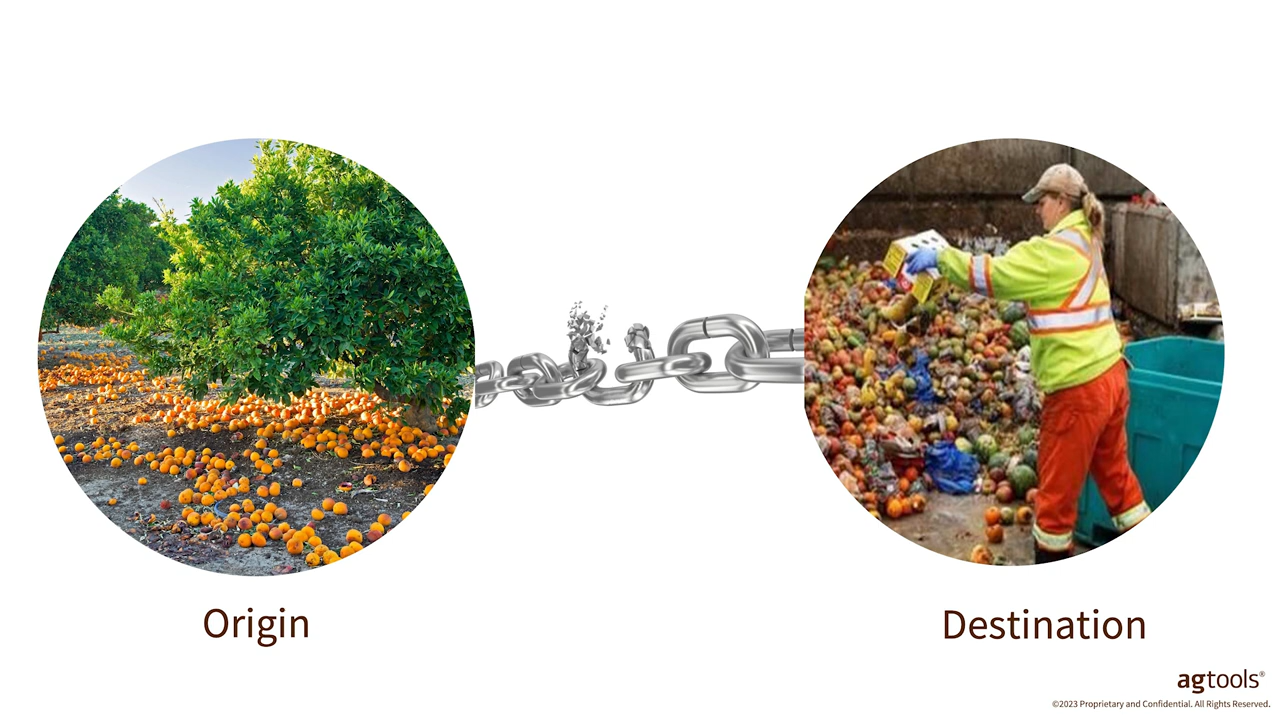 Origin
Destination
agtools®
©2023 Proprietary and Confidential. All Rights Reserved.